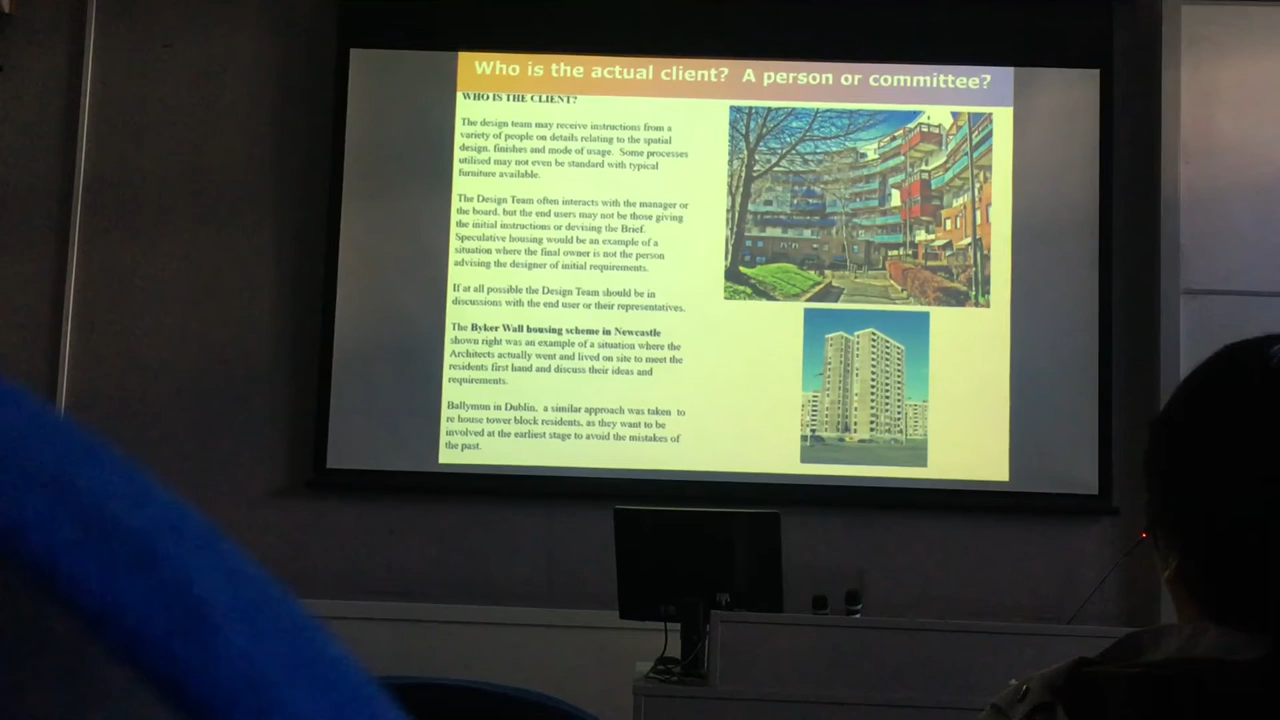 Who is the actual client? A person or committee?
WHO IS THE CLIENT?
The design team may receive instructions from a
variety of people on details relating to the spatial
design, finishes and mode of usage. Some processes
utilised may not even be standard with typical
furniture available.
The Design Team often interacts with the manager or
the board, but the end users may not be those giving
the initial instructions or devising the Brief.
Speculative housing would be an example of a
situation where the final owner is not the person
advising the designer of initial requirements.
If at all possible the Design Team should be in
discussions with the end user or their representatives.
The Byker Wall housing scheme in Newcastle
shown right was an example of a situation where the
Architects actually went and lived on site to meet the
residents first hand and discuss their ideas and
requirements.
Ballymun in Dublin, a similar approach was taken to
re house tower block residents, as they want to be
involved at the earliest stage to avoid the mistakes of
the past.